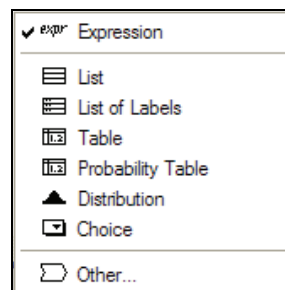 expr Expression
List
List of Labels
Table
Probability Table
Distribution
Choice
Other...